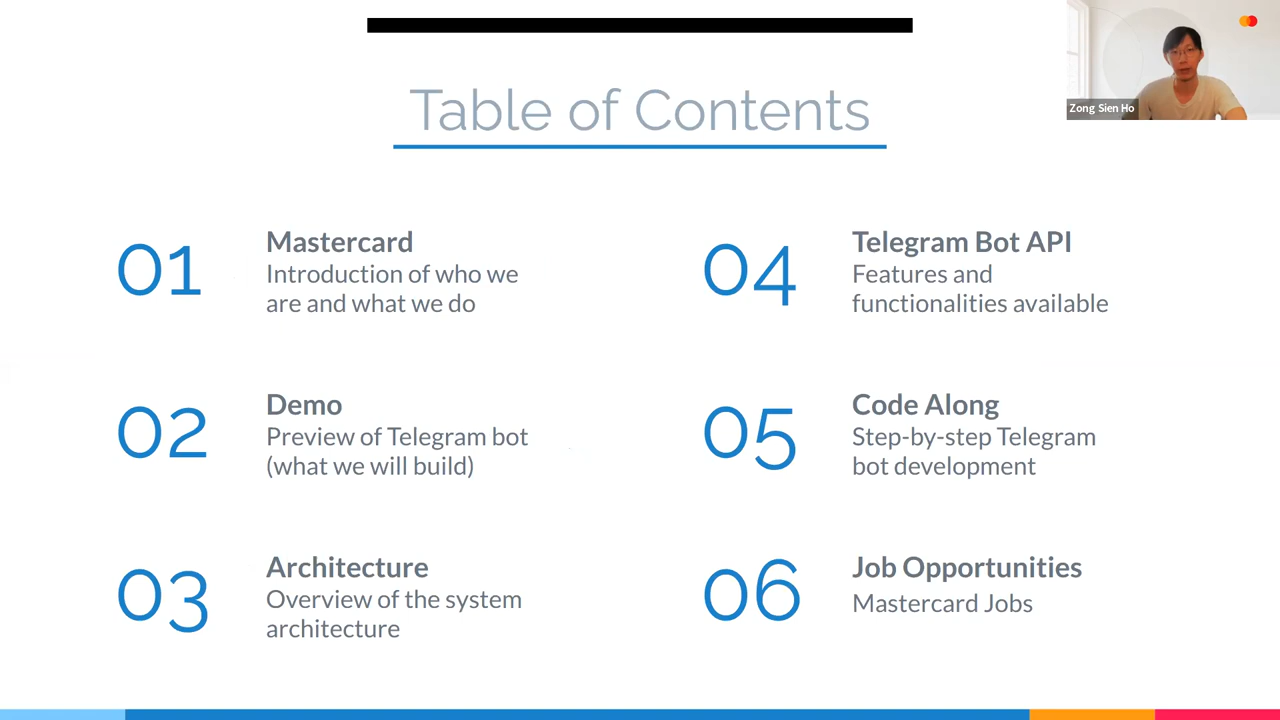 Table of Contents
Zong Sien Ho
01
Mastercard
Introduction of who we
are and what we do
02
Demo
Preview of Telegram bot
(what we will build)
03
Architecture
Overview of the system
architecture
04
Telegram Bot API
Features and
functionalities available
05
Code Along
Step-by-step Telegram
bot development
06
Job Opportunities
Mastercard Jobs